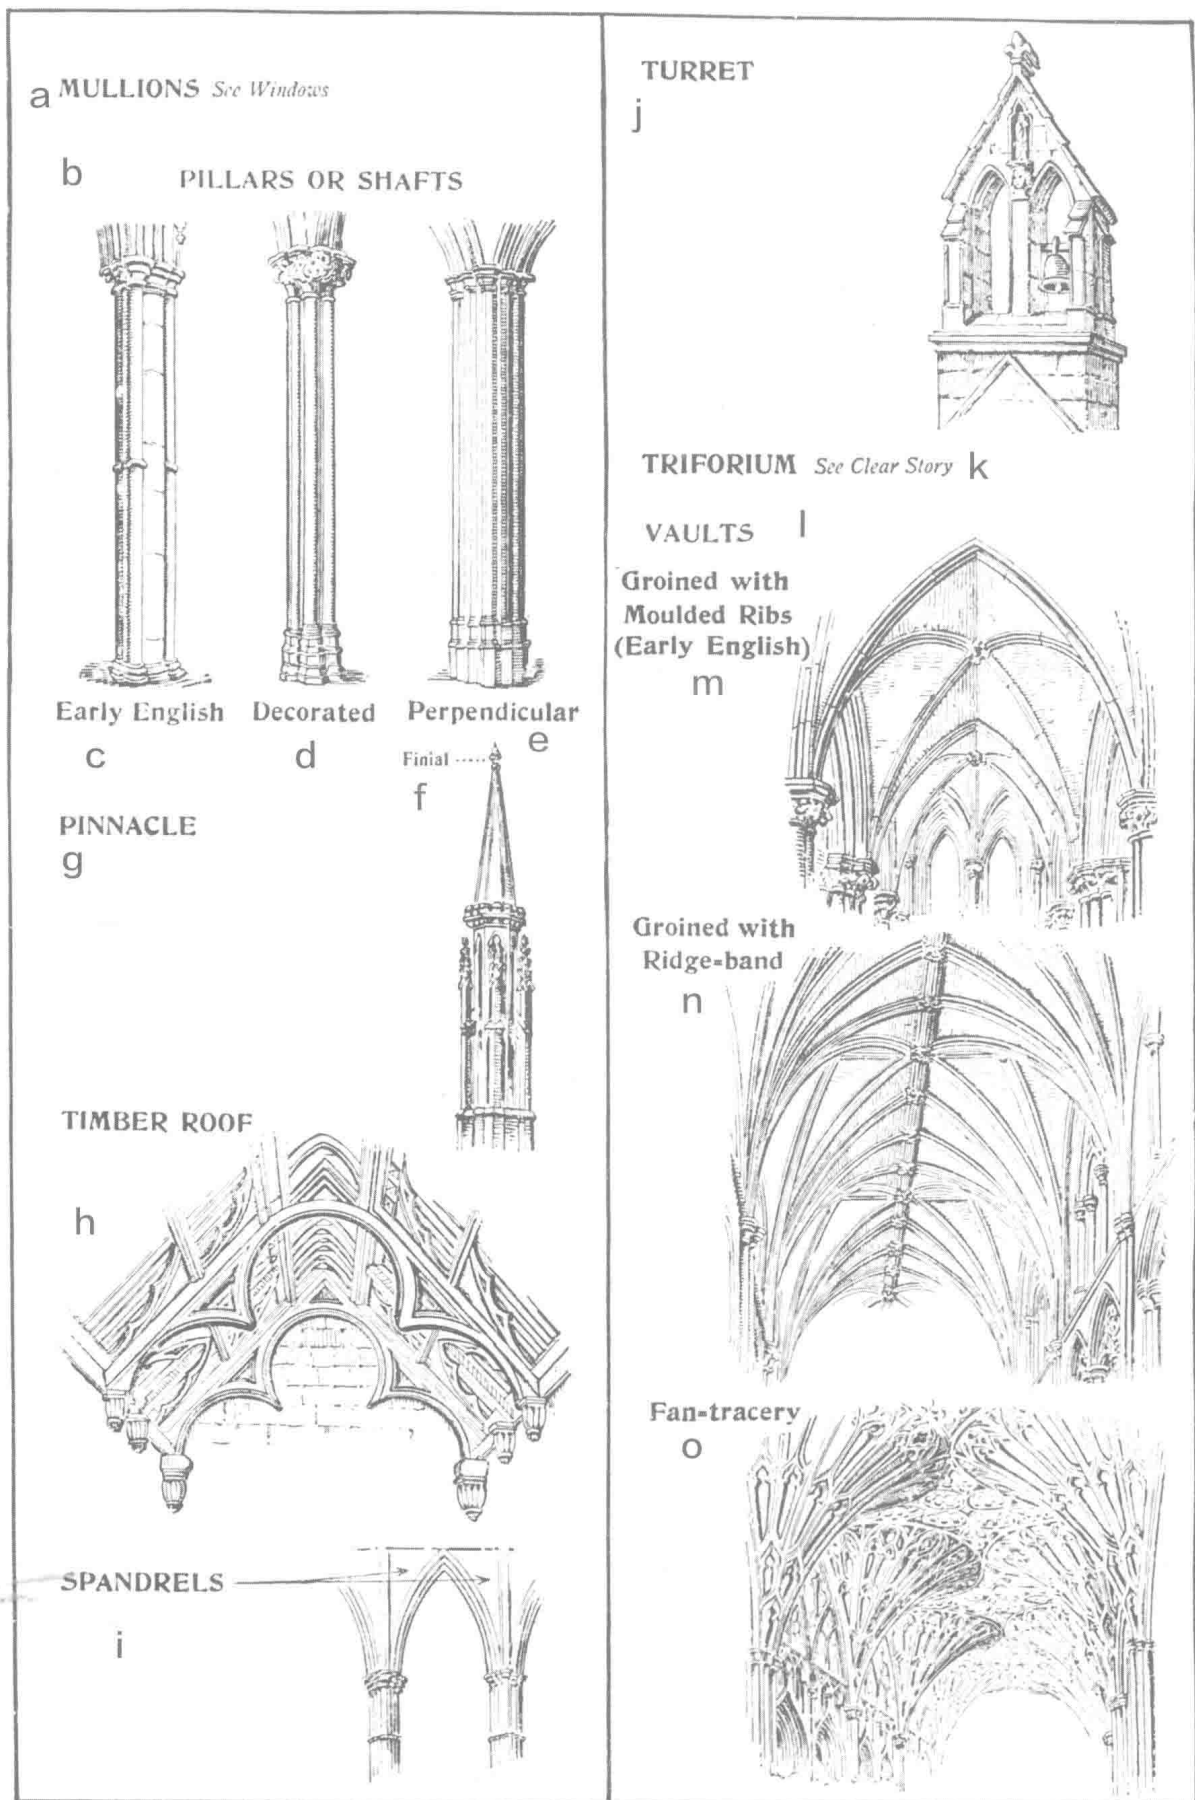 a MULLIONS See Windows
b
PILLARS OR SHAFTS
Early English Decorated Perpendicular
c d e
Finial
f
PINNACLE
g
TIMBER ROOF
h
SPANDRELS
i
TURRET
j
TRIFORIUM See Clear Story k
VAULTS l
Groined with
Moulded Ribs
(Early English)
m
Groined with
Ridge=band
n
Fan=tracery
o